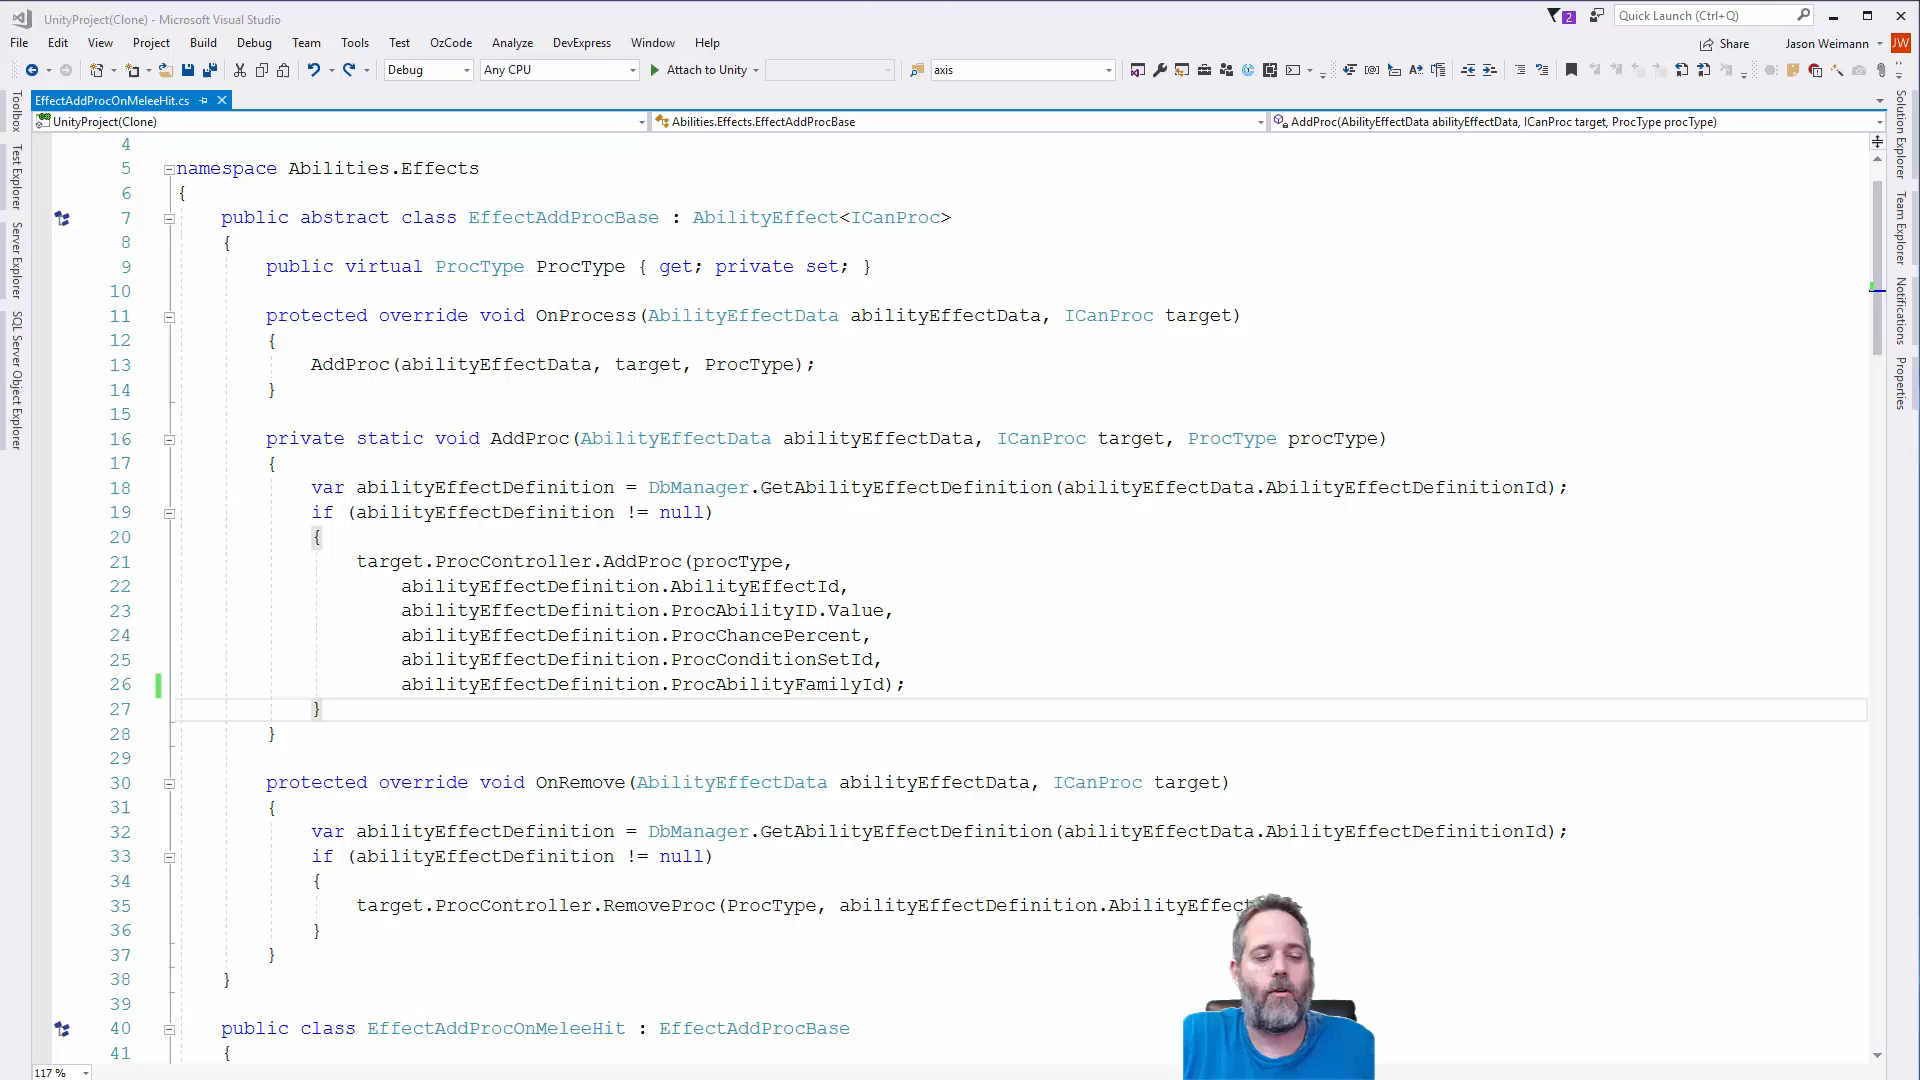 UnityProject(Clone) - Microsoft Visual Studio
2
Quick Launch (Ctrl+Q)
File Edit View Project Build Debug Team Tools Test OzCode Analyze DevExpress Window Help
Share
Jason Weimann
JW
Debug
Any CPU
Attach to Unity
axis
EffectAddProcOnMeleeHit.cs
UnityProject(Clone)
Abilities.Effects.EffectAddProcBase
AddProc(AbilityEffectData abilityEffectData, ICanProc target, ProcType procType)
Toolbox
Test Explorer
Server Explorer
SQL Server Object Explorer
4
5 namespace Abilities.Effects
6 {
7 public abstract class EffectAddProcBase : AbilityEffect<ICanProc>
8 {
9 public virtual ProcType ProcType { get; private set; }
10
11 protected override void OnProcess(AbilityEffectData abilityEffectData, ICanProc target)
12 {
13 AddProc(abilityEffectData, target, ProcType);
14 }
15
16 private static void AddProc(AbilityEffectData abilityEffectData, ICanProc target, ProcType procType)
17 {
18 var abilityEffectDefinition = DbManager.GetAbilityEffectDefinition(abilityEffectData.AbilityEffectDefinitionId);
19 if (abilityEffectDefinition != null)
20 {
21 target.ProcController.AddProc(procType,
22 abilityEffectDefinition.AbilityEffectId,
23 abilityEffectDefinition.ProcAbilityID.Value,
24 abilityEffectDefinition.ProcChancePercent,
25 abilityEffectDefinition.ProcConditionSetId,
26 abilityEffectDefinition.ProcAbilityFamilyId);
27 }
28 }
29
30 protected override void OnRemove(AbilityEffectData abilityEffectData, ICanProc target)
31 {
32 var abilityEffectDefinition = DbManager.GetAbilityEffectDefinition(abilityEffectData.AbilityEffectDefinitionId);
33 if (abilityEffectDefinition != null)
34 {
35 target.ProcController.RemoveProc(ProcType, abilityEffectDefinition.AbilityEffect
36 }
37 }
38 }
39
40 public class EffectAddProcOnMeleeHit : EffectAddProcBase
41 {
Solution Explorer
Team Explorer
Notifications
Properties
117 %